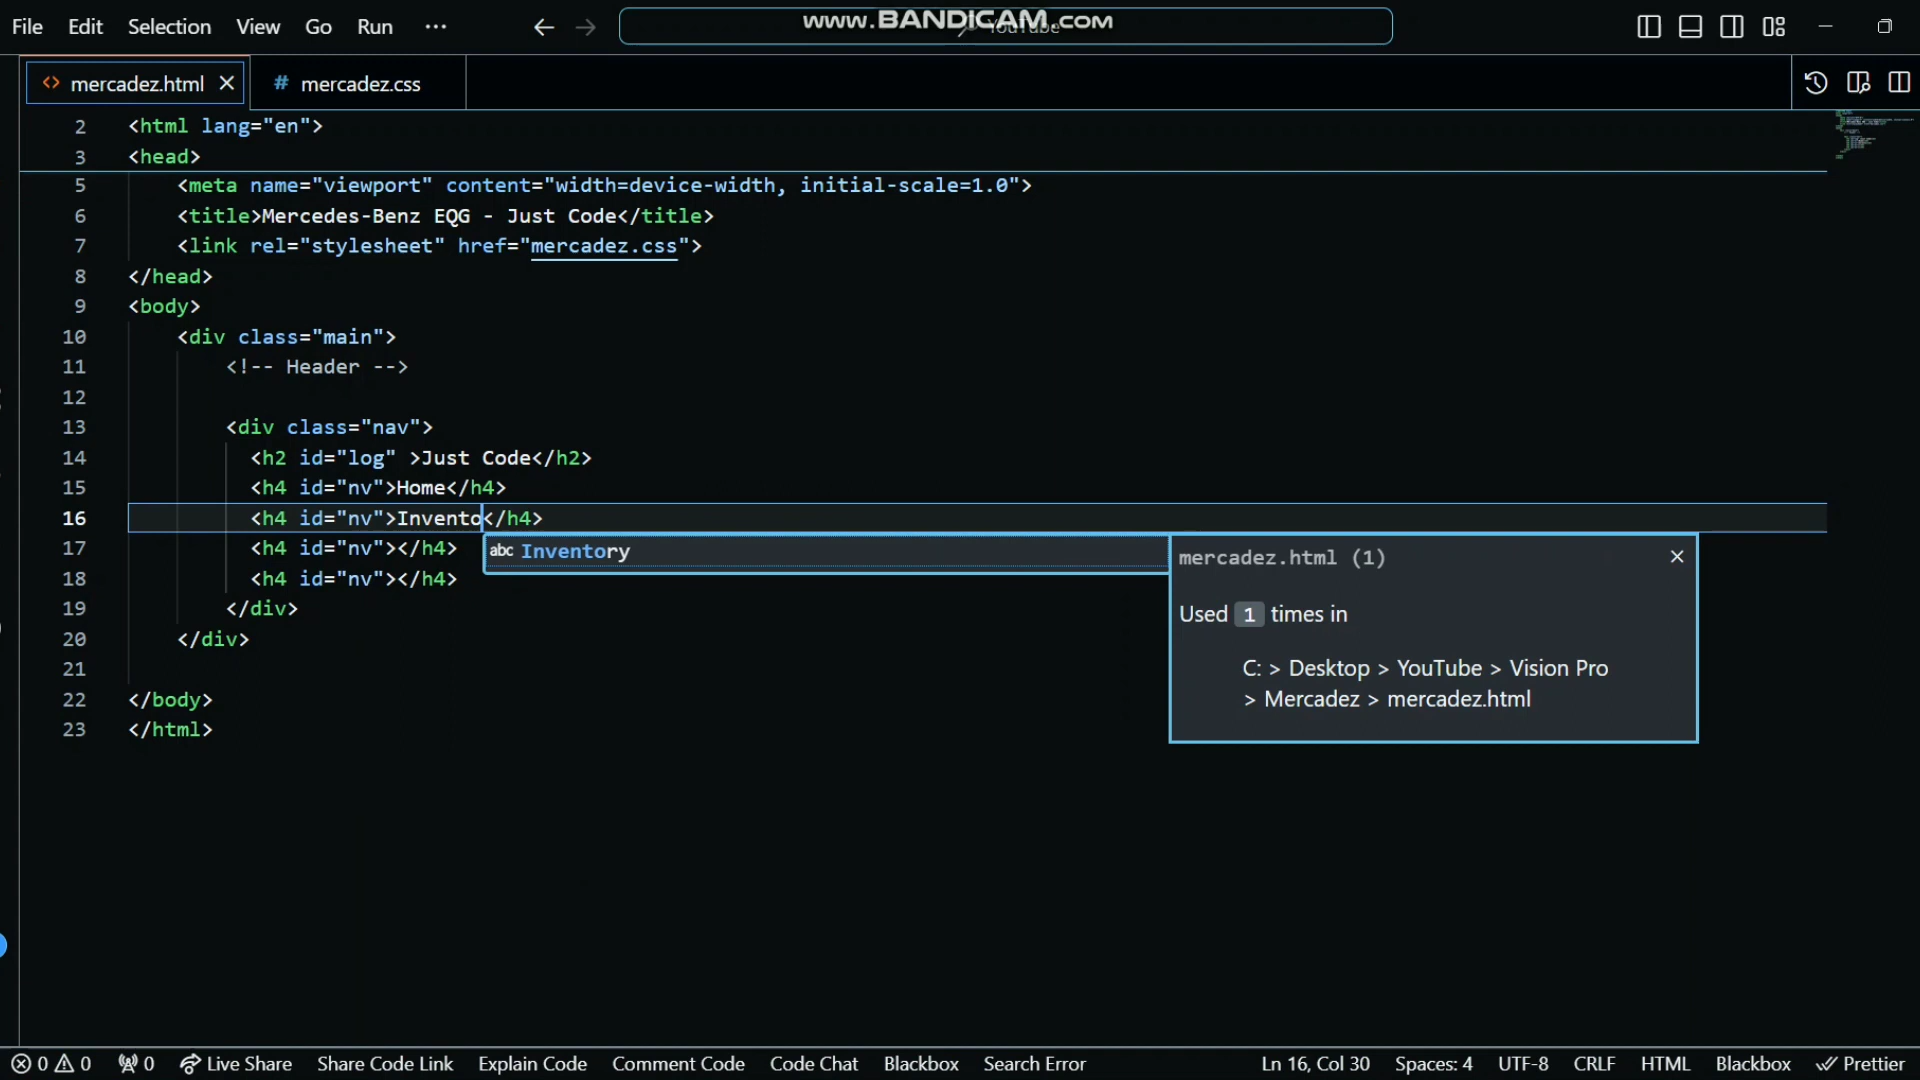 File Edit Selection View Go Run ···
www.BANDICAM.com
YouTube
mercadez.html
# mercadez.css
2 <html lang="en">
3 <head>
5 <meta name="viewport" content="width=device-width, initial-scale=1.0">
6 <title>Mercedes-Benz EQG - Just Code</title>
7 <link rel="stylesheet" href="mercadez.css">
8 </head>
9 <body>
10 <div class="main">
11 <!-- Header -->
12
13 <div class="nav">
14 <h2 id="log" >Just Code</h2>
15 <h4 id="nv">Home</h4>
16 <h4 id="nv">Invento</h4>
17 <h4 id="nv"></h4>
18 <h4 id="nv"></h4>
19 </div>
20 </div>
21
22 </body>
23 </html>
abc Inventory
mercadez.html (1)
Used 1 times in
C: > Desktop > YouTube > Vision Pro
> Mercadez > mercadez.html
0 0 0 Live Share Share Code Link Explain Code Comment Code Code Chat Blackbox Search Error Ln 16, Col 30 Spaces: 4 UTF-8 CRLF HTML Blackbox Prettier